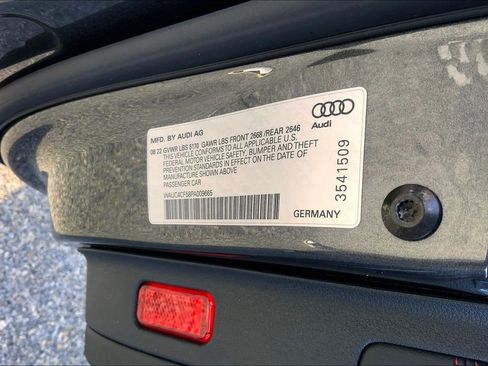 MFD. BY AUDI AG
08 22 GVWR LBS 5170 GAWR LBS FRONT 2668 /REAR 2646
THIS VEHICLE CONFORMS TO ALL APPLICABLE U.S.
FEDERAL MOTOR VEHICLE SAFETY, BUMPER AND THEFT
PREVENTION STANDARDS IN EFFECT ON THE DATE OF
MANUFACTURE SHOWN ABOVE
PASSENGER CAR
WAUC4CF58PA009665
Audi
3541509
GERMANY